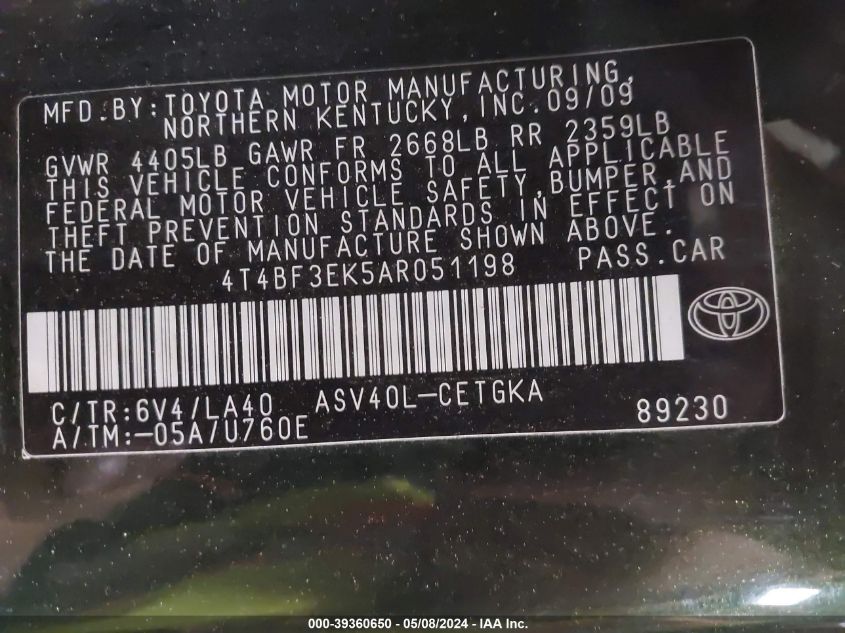 MFD.BY:TOYOTA MOTOR MANUFACTURING,
NORTHERN KENTUCKY,INC.09/09
GVWR 4405LB GAWR FR 2668LB RR 2359LB
THIS VEHICLE CONFORMS TO ALL APPLICABLE
FEDERAL MOTOR VEHICLE SAFETY,BUMPER,AND
THEFT PREVENTION STANDARDS IN EFFECT ON
THE DATE OF MANUFACTURE SHOWN ABOVE.
4T4BF3EK5AR051198 PASS.CAR
C/TR:6V4/LA40 ASV40L-CETGKA
A/TM:-05A/U760E 89230
000-39360650 / 05/08/2024 - IAA Inc.